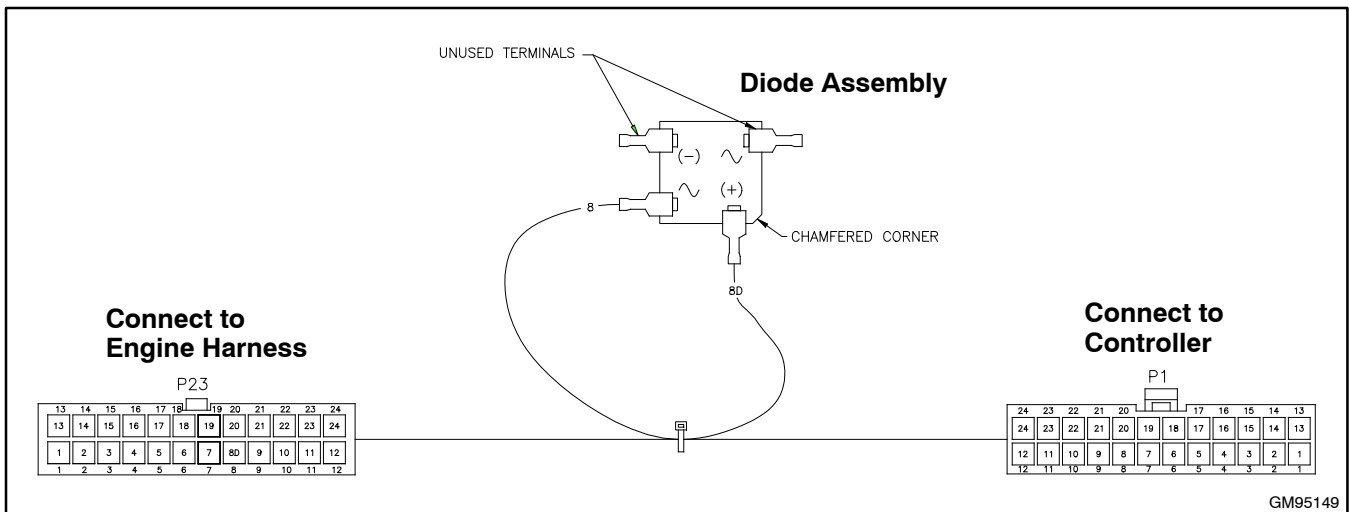 UNUSED TERMINALS
Diode Assembly
(-) ∿
∿ (+)
8
CHAMFERED CORNER
8D
Connect to
Engine Harness
P23
13 14 15 16 17 18 19 20 21 22 23 24
13 14 15 16 17 18 19 20 21 22 23 24
1 2 3 4 5 6 7 8D 9 10 11 12
1 2 3 4 5 6 7 8 9 10 11 12
Connect to
Controller
P1
24 23 22 21 20 17 16 15 14 13
24 23 22 21 20 19 18 17 16 15 14 13
12 11 10 9 8 7 6 5 4 3 2 1
12 11 10 9 8 7 6 5 4 3 2 1
GM95149